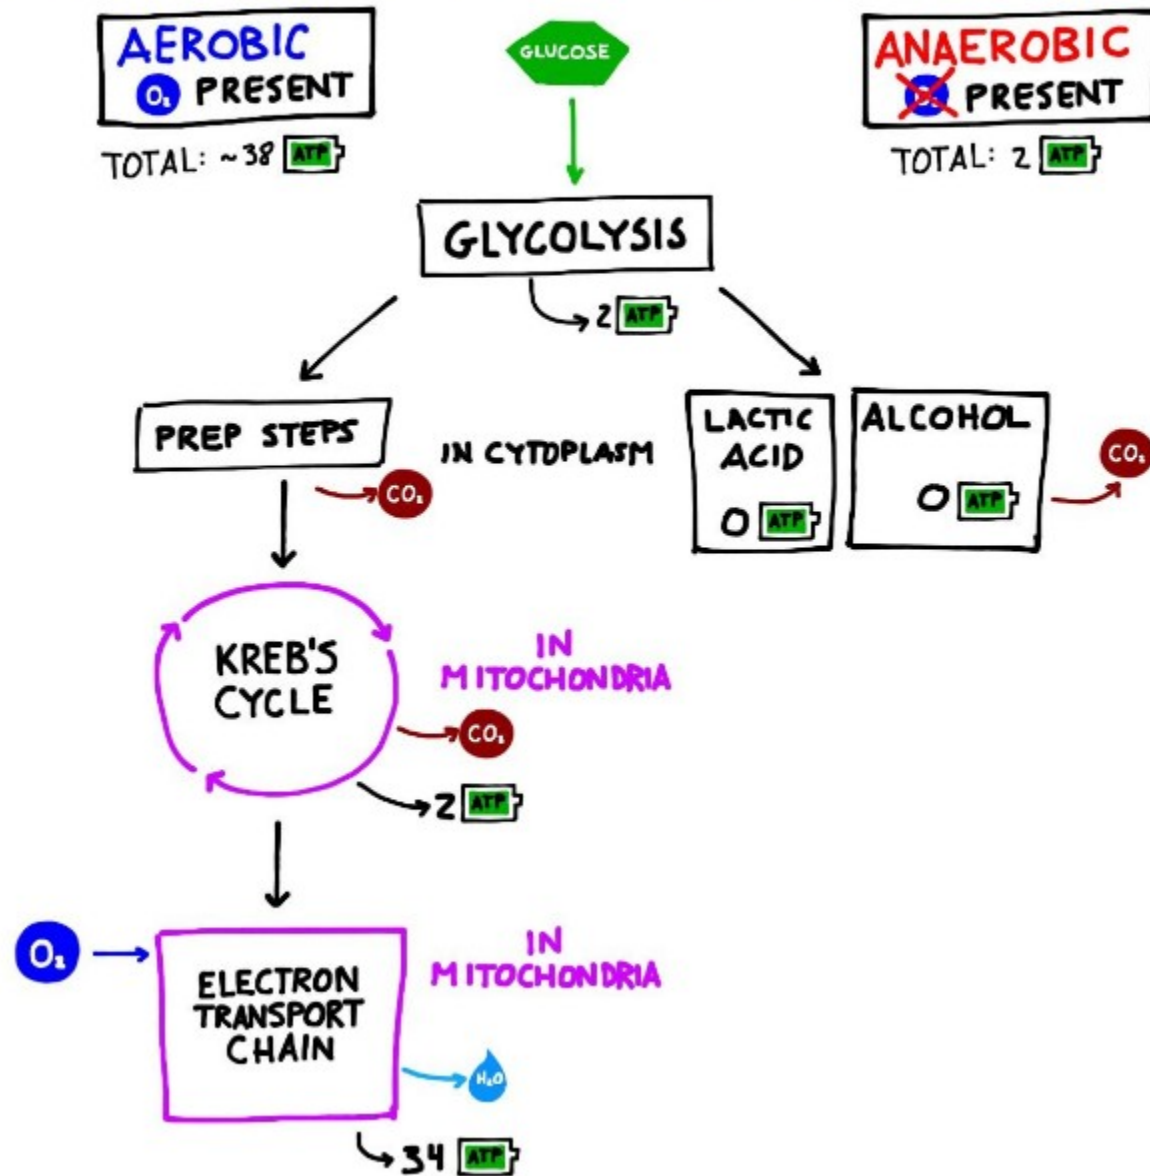 AEROBIC
O₂ PRESENT
TOTAL: ~38 ATP
GLUCOSE
ANAEROBIC
O₂ PRESENT
TOTAL: 2 ATP
GLYCOLYSIS
2 ATP
PREP STEPS
CO₂
IN CYTOPLASM
LACTIC
ACID
0 ATP
ALCOHOL
0 ATP
CO₂
KREB'S
CYCLE
IN
MITOCHONDRIA
CO₂
2 ATP
O₂
ELECTRON
TRANSPORT
CHAIN
IN
MITOCHONDRIA
H₂O
34 ATP